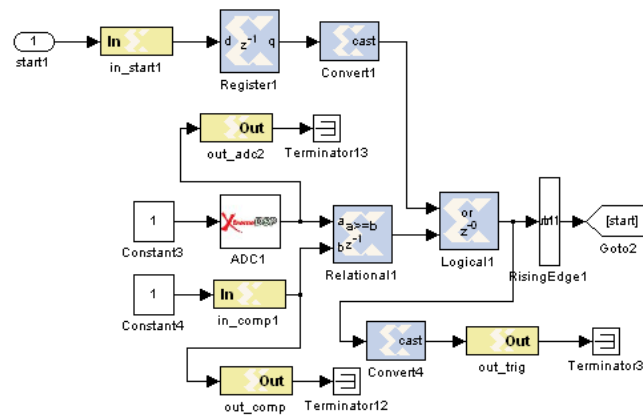 1
start1
In
in_start1
d
z-1
q
Register1
cast
Convert1
Out
out_adc2
Terminator13
1
Constant3
XtremeDSP
ADC1
a
a>=b
b
z-1
Relational1
or
z-0
Logical1
RisingEdge1
[start]
Goto2
1
Constant4
In
in_comp1
Out
out_comp
Terminator12
cast
Convert4
Out
out_trig
Terminator3